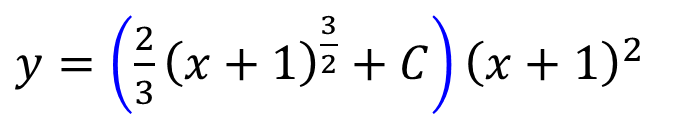 y = (2/3 (x + 1)^(3/2) + C) (x + 1)^2